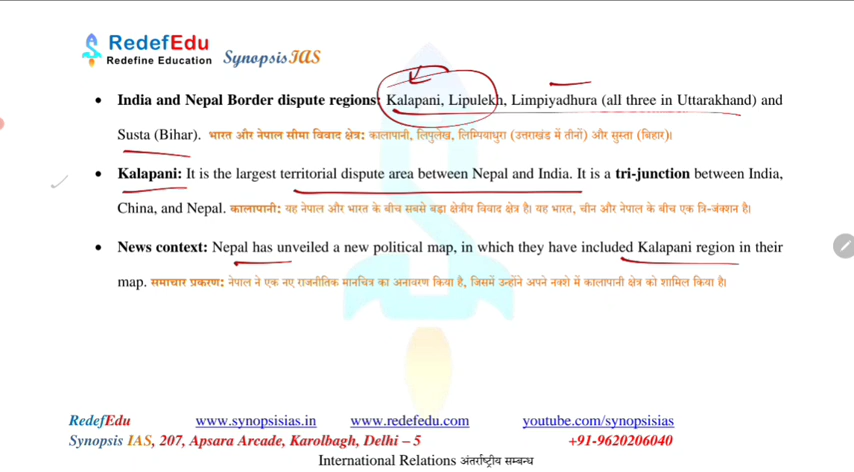 RedefEdu
Redefine Education
Synopsis IAS
• India and Nepal Border dispute regions: Kalapani, Lipulekh, Limpiyadhura (all three in Uttarakhand) and
Susta (Bihar). भारत और नेपाल सीमा विवाद क्षेत्र: कालापानी, लिपुलेख, लिम्पियाधुरा (उत्तराखंड में तीनों) और सुस्ता (बिहार)।
• Kalapani: It is the largest territorial dispute area between Nepal and India. It is a tri-junction between India,
China, and Nepal. कालापानी: यह नेपाल और भारत के बीच सबसे बड़ा क्षेत्रीय विवाद क्षेत्र है। यह भारत, चीन और नेपाल के बीच एक त्रि-जंक्शन है।
• News context: Nepal has unveiled a new political map, in which they have included Kalapani region in their
map. समाचार प्रकरण: नेपाल ने एक नए राजनीतिक मानचित्र का अनावरण किया है, जिसमें उन्होंने अपने नक्शे में कालापानी क्षेत्र को शामिल किया है।
RedefEdu www.synopsisias.in www.redefedu.com youtube.com/synopsisias
Synopsis IAS, 207, Apsara Arcade, Karolbagh, Delhi – 5 +91-9620206040
International Relations अंतर्राष्ट्रीय सम्बन्ध